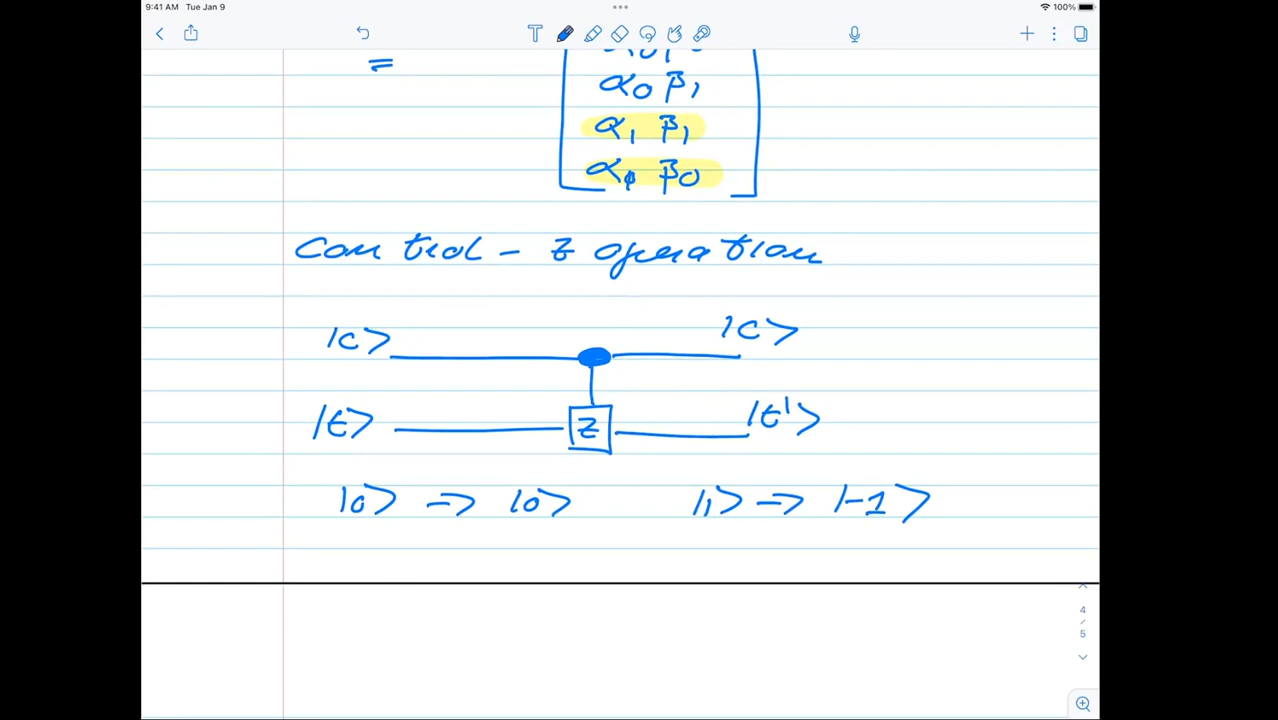 9:41 AM Tue Jan 9
100%
T
=
α0 β1
α1 β1
α1 β0
control - Z operation
|c> |c>
Z
|t> |t'>
|0> => |0> |1> => |-1>
4
/
5